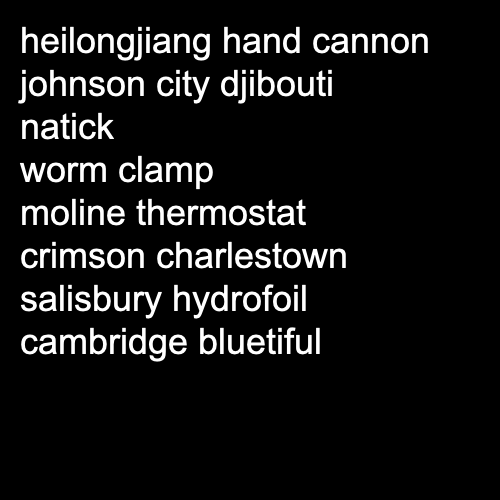 heilongjiang hand cannon
johnson city djibouti
natick
worm clamp
moline thermostat
crimson charlestown
salisbury hydrofoil
cambridge bluetiful